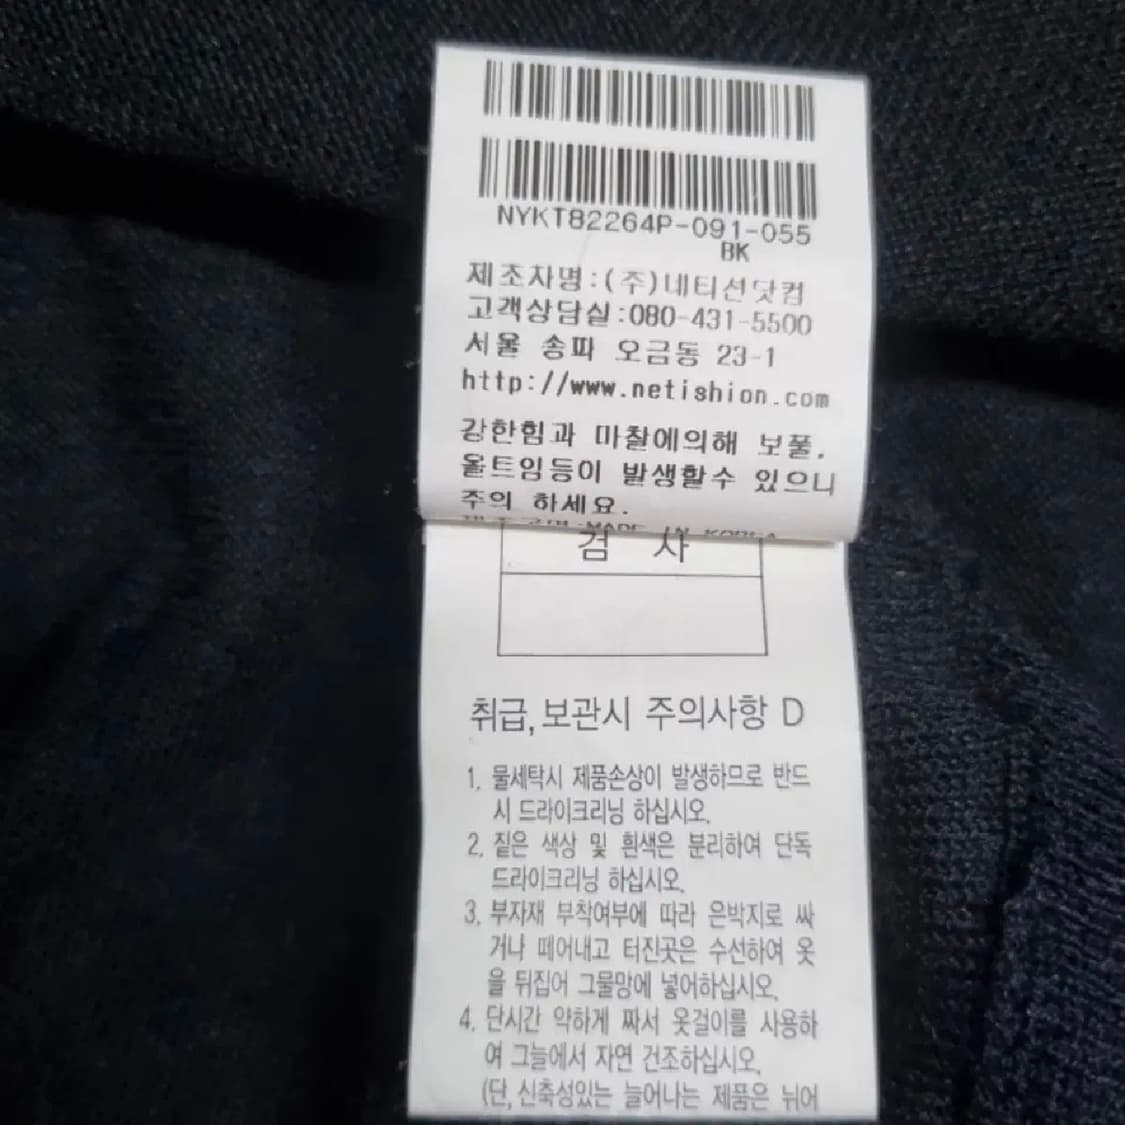 NYKT82264P-091-055
BK
제조자명:(주)네티션닷컴
고객상담실:080-431-5500
서울 송파 오금동 23-1
http://www.netishion.com
강한힘과 마찰에의해 보풀,
올트임등이 발생할수 있으니
주의 하세요.
MADE IN KOREA
검 사
취급, 보관시 주의사항 D
1. 물세탁시 제품손상이 발생하므로 반드
시 드라이크리닝 하십시오.
2. 짙은 색상 및 흰색은 분리하여 단독
드라이크리닝 하십시오.
3. 부자재 부착여부에 따라 은박지로 싸
거나 떼어내고 터진곳은 수선하여 옷
을 뒤집어 그물망에 넣어하십시오.
4. 단시간 약하게 짜서 옷걸이를 사용하
여 그늘에서 자연 건조하십시오.
(단, 신축성있는 늘어나는 제품은 뉘어